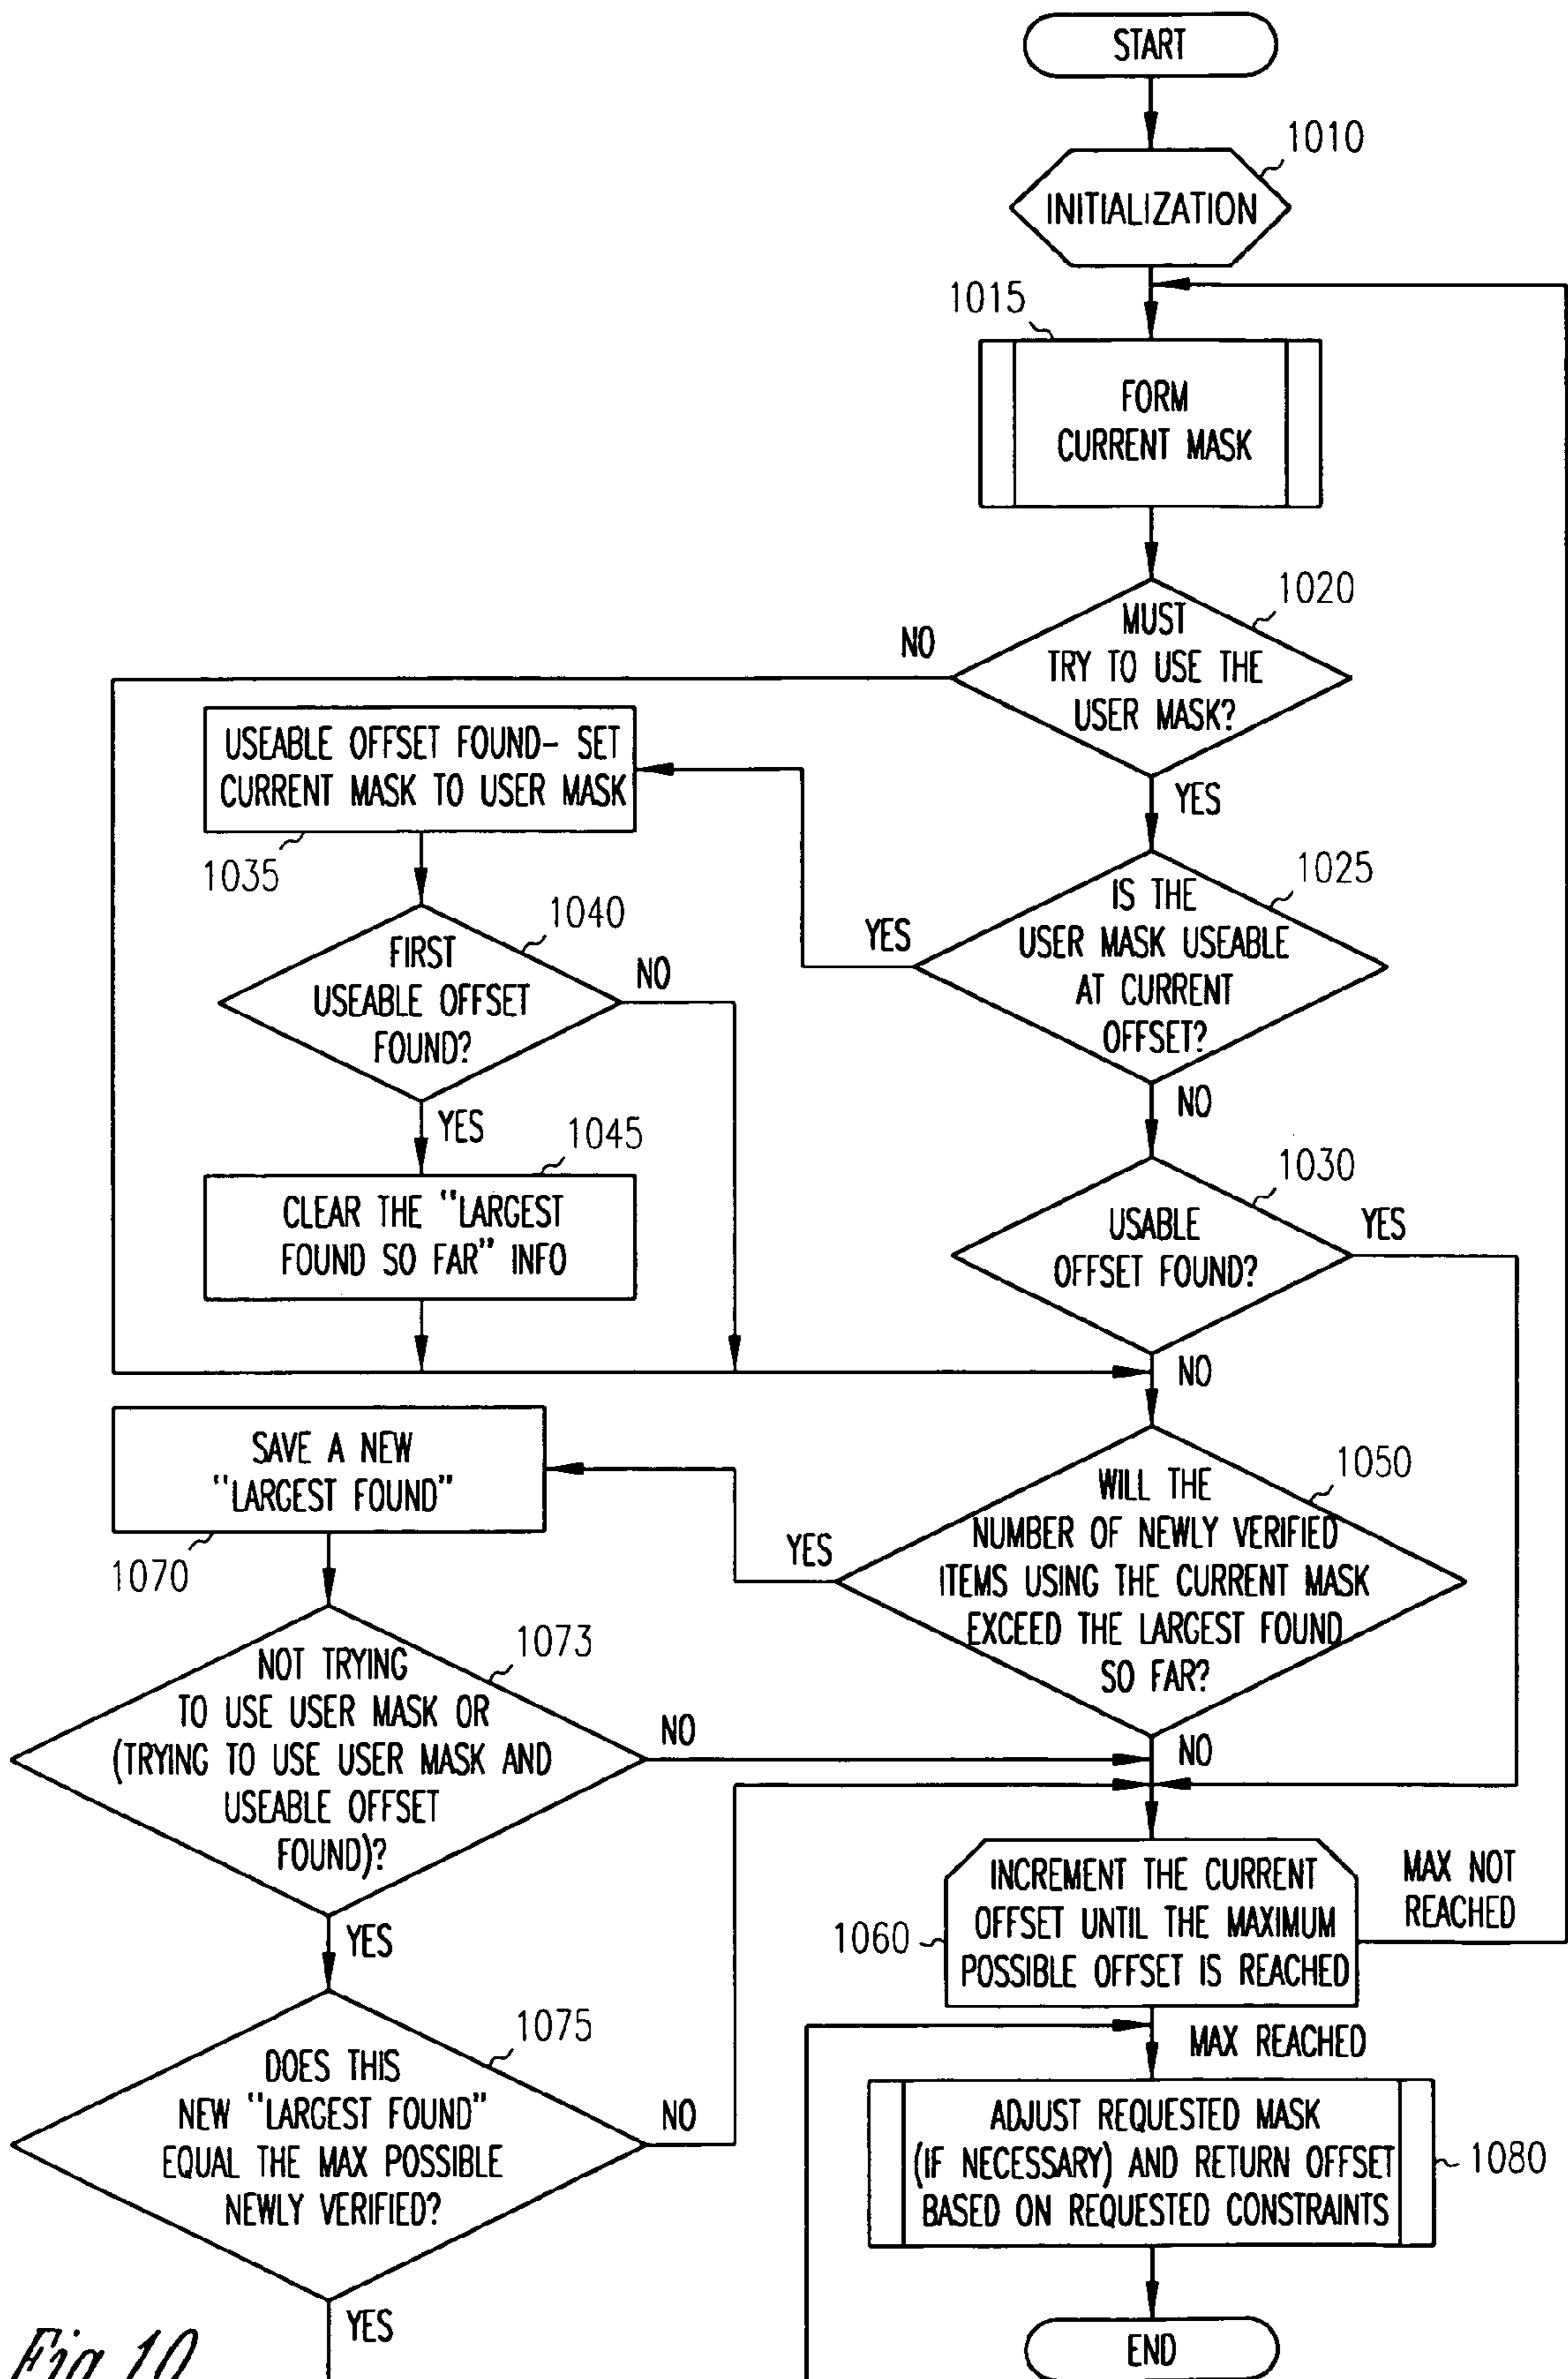 START
1010
INITIALIZATION
1015
FORM
CURRENT MASK
1020
MUST
TRY TO USE THE
USER MASK?
NO
YES
USEABLE OFFSET FOUND- SET
CURRENT MASK TO USER MASK
1035
1025
IS THE
USER MASK USEABLE
AT CURRENT
OFFSET?
YES
NO
1040
FIRST
USEABLE OFFSET
FOUND?
NO
YES
1045
CLEAR THE "LARGEST
FOUND SO FAR" INFO
1030
USABLE
OFFSET FOUND?
YES
NO
SAVE A NEW
"LARGEST FOUND"
1070
1050
WILL THE
NUMBER OF NEWLY VERIFIED
ITEMS USING THE CURRENT MASK
EXCEED THE LARGEST FOUND
SO FAR?
YES
NO
1073
NOT TRYING
TO USE USER MASK OR
(TRYING TO USE USER MASK AND
USEABLE OFFSET
FOUND)?
NO
YES
INCREMENT THE CURRENT
OFFSET UNTIL THE MAXIMUM
POSSIBLE OFFSET IS REACHED
1060
MAX NOT
REACHED
MAX REACHED
1075
DOES THIS
NEW "LARGEST FOUND"
EQUAL THE MAX POSSIBLE
NEWLY VERIFIED?
NO
YES
ADJUST REQUESTED MASK
(IF NECESSARY) AND RETURN OFFSET
BASED ON REQUESTED CONSTRAINTS
1080
END
Fig.10